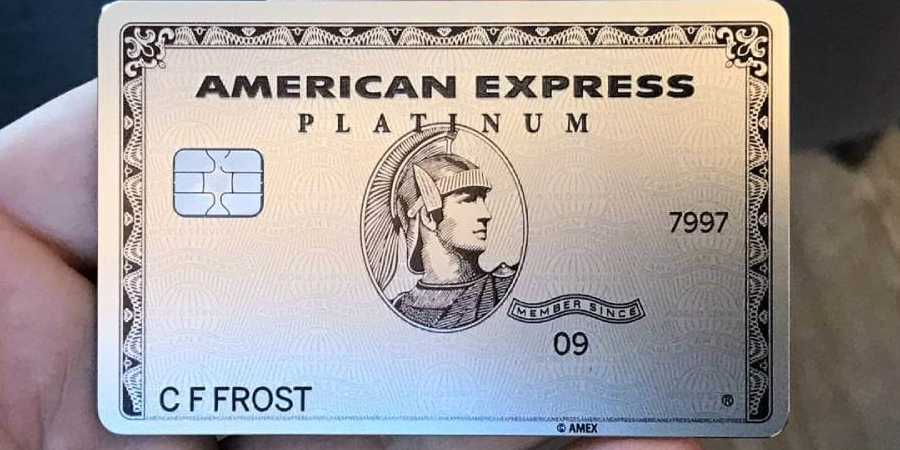 AMERICAN EXPRESS
PLATINUM
7997
MEMBER SINCE
09
C F FROST
®
© AMEX